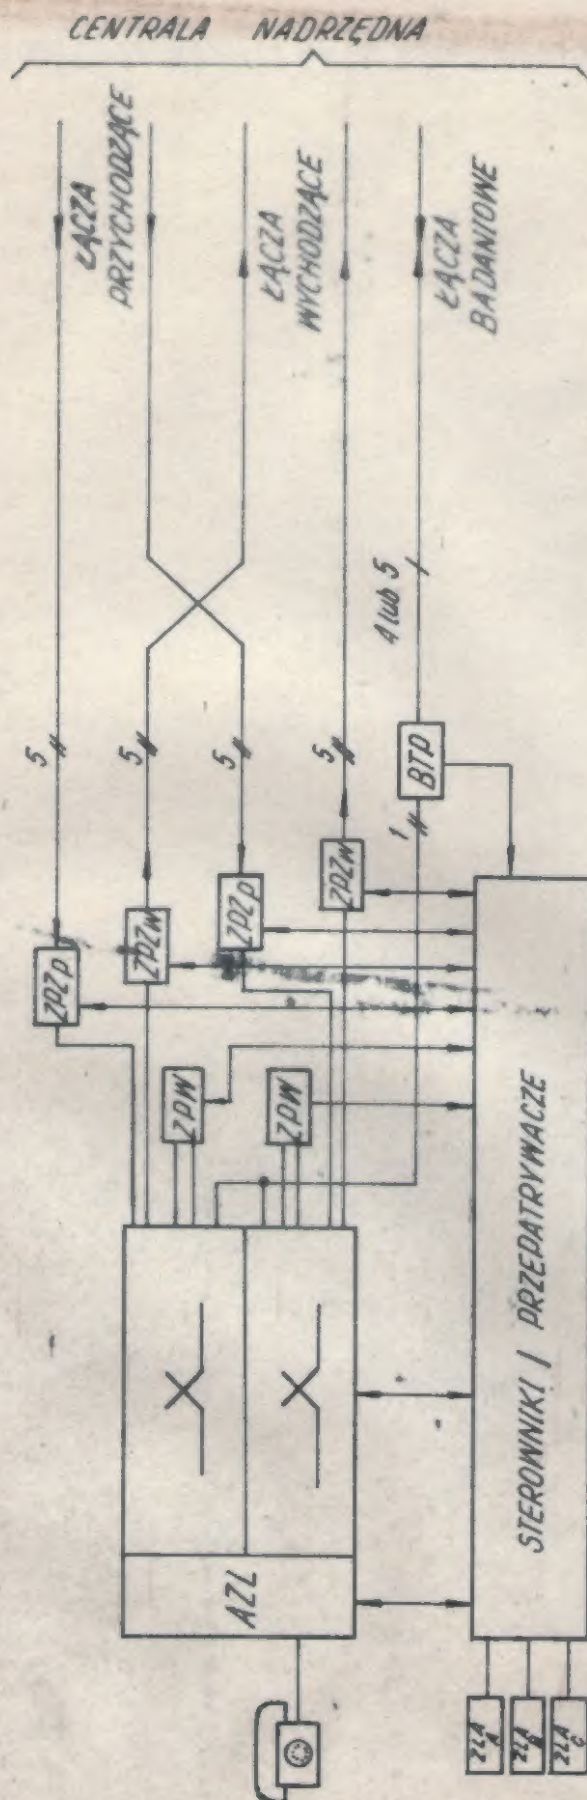 CENTRALA NADRZĘDNA
ŁĄCZA
PRZYCHODZĄCE
ŁĄCZA
WYCHODZĄCE
ŁĄCZA
BADANIOWE
4 lub 5
5
5
5
5
1
BTP
ZPZp
ZPZw
ZPZp
ZPZw
ZPW
ZPW
AZL
STEROWNIKI I PRZEPATRYWACZE
ZLA
A
ZLA
B
ZLA
C